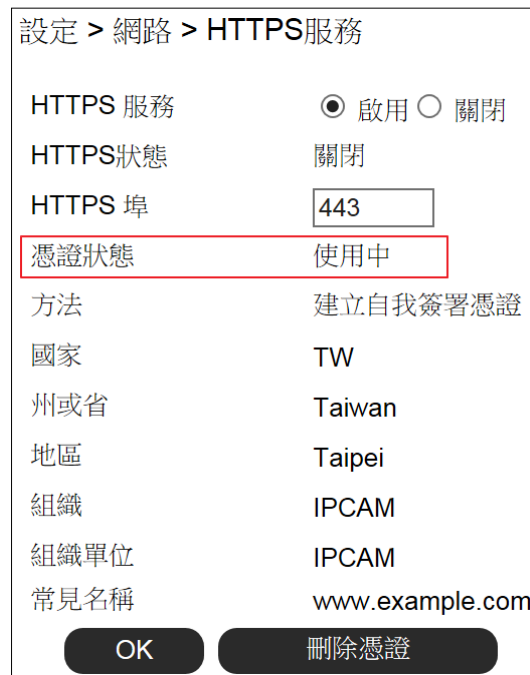 設定 > 網路 > HTTPS服務
HTTPS 服務 啟用 關閉
HTTPS狀態 關閉
HTTPS 埠 443
憑證狀態 使用中
方法 建立自我簽署憑證
國家 TW
州或省 Taiwan
地區 Taipei
組織 IPCAM
組織單位 IPCAM
常見名稱 www.example.com
OK 刪除憑證